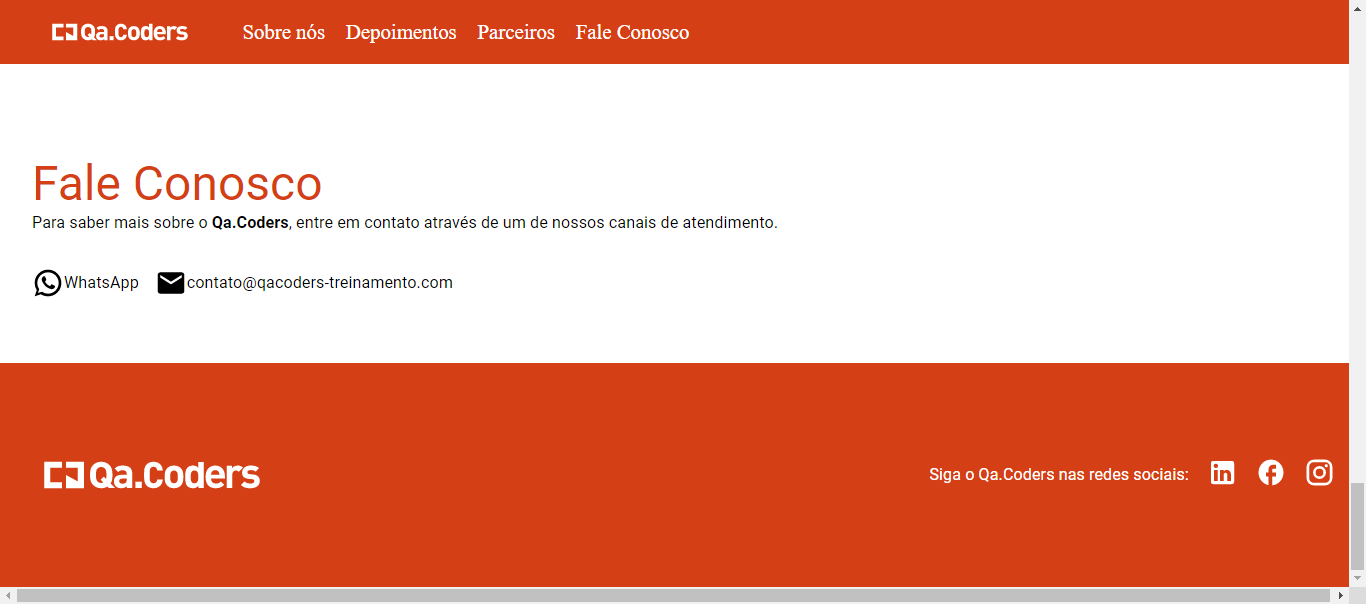 Qa.Coders Sobre nós Depoimentos Parceiros Fale Conosco
Fale Conosco
Para saber mais sobre o Qa.Coders, entre em contato através de um de nossos canais de atendimento.
WhatsApp contato@qacoders-treinamento.com
Qa.Coders Siga o Qa.Coders nas redes sociais: in f